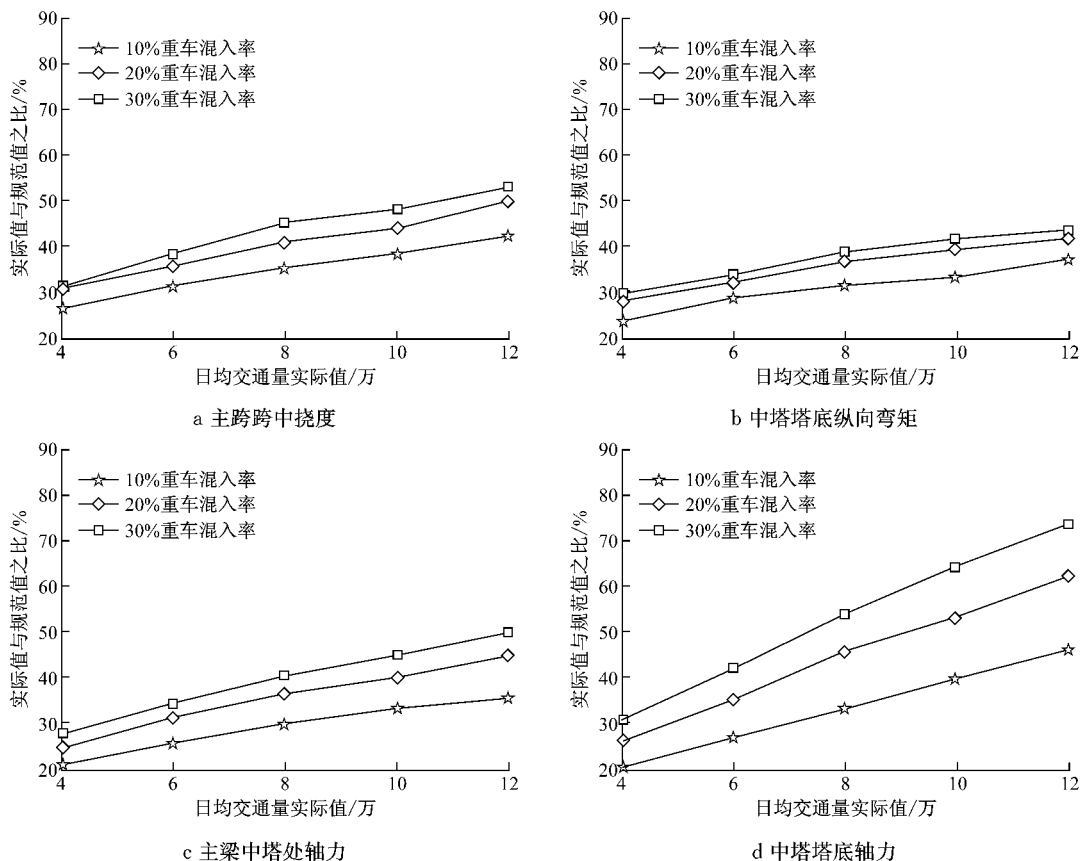 90
80
70
60
50
40
30
20
实际值与规范值之比/%
10%重车混入率
20%重车混入率
30%重车混入率
4 6 8 10 12
日均交通量实际值/万
a 主跨跨中挠度
90
80
70
60
50
40
30
20
实际值与规范值之比/%
10%重车混入率
20%重车混入率
30%重车混入率
4 6 8 10 12
日均交通量实际值/万
b 中塔塔底纵向弯矩
90
80
70
60
50
40
30
20
实际值与规范值之比/%
10%重车混入率
20%重车混入率
30%重车混入率
4 6 8 10 12
日均交通量实际值/万
c 主梁中塔处轴力
90
80
70
60
50
40
30
20
实际值与规范值之比/%
10%重车混入率
20%重车混入率
30%重车混入率
4 6 8 10 12
日均交通量实际值/万
d 中塔塔底轴力